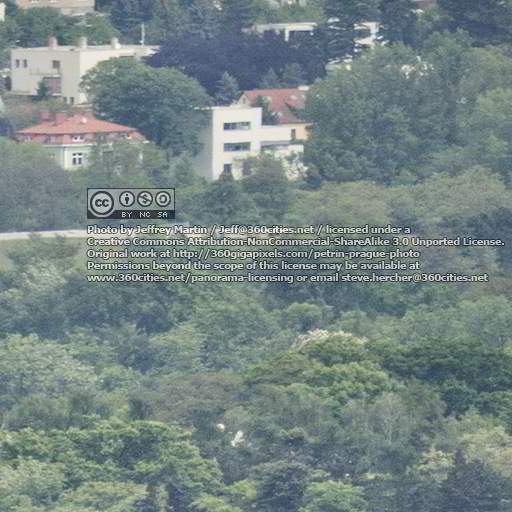 cc
BY NC SA
Photo by Jeffrey Martin / Jeff@360cities.net / licensed under a
Creative Commons Attribution-NonCommercial-ShareAlike 3.0 Unported License.
Original work at http://360gigapixels.com/petrin-prague-photo
Permissions beyond the scope of this license may be available at
www.360cities.net/panorama-licensing or email steve.hercher@360cities.net